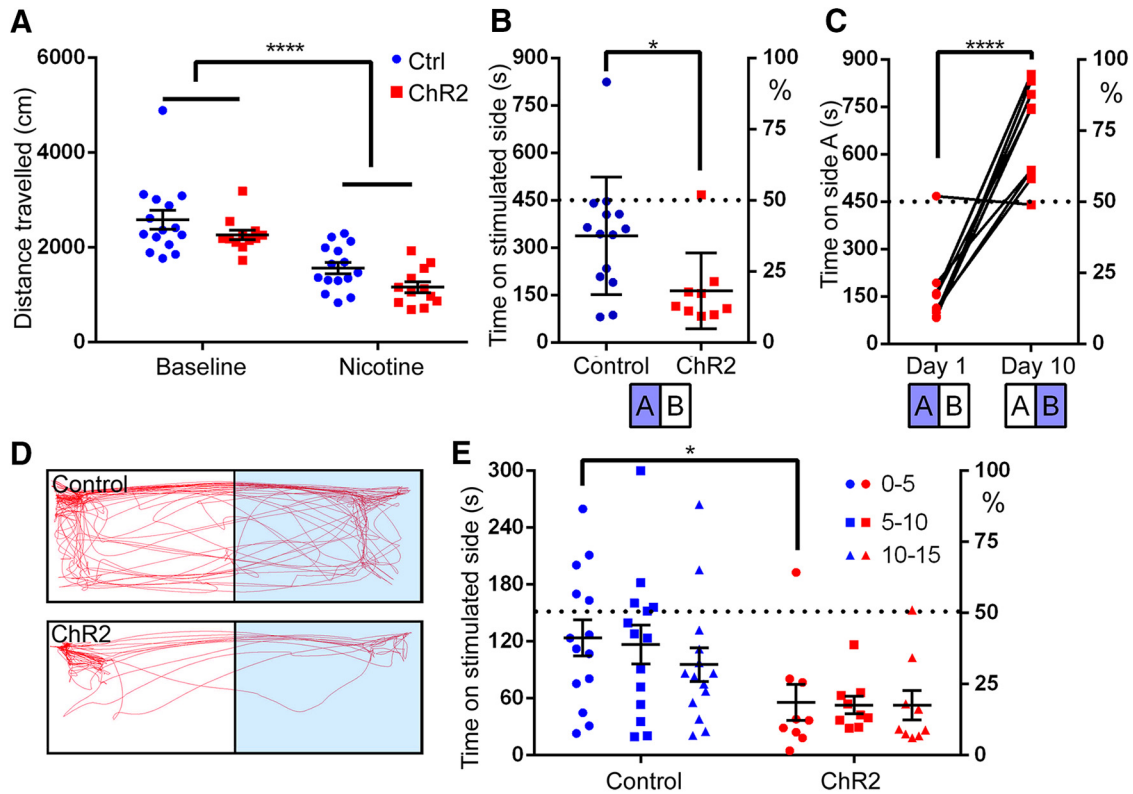 A
Distance travelled (cm)
6000
4000
2000
0
****
Ctrl
ChR2
Baseline
Nicotine
B
Time on stimulated side (s)
900
750
600
450
300
150
0
*
100
%
75
50
25
0
Control
ChR2
A B
C
Time on side A (s)
900
750
600
450
300
150
0
****
100
%
75
50
25
0
Day 1
Day 10
A B
A B
D
Control
ChR2
E
Time on stimulated side (s)
300
240
180
120
60
0
*
0-5
5-10
10-15
100
%
75
50
25
0
Control
ChR2